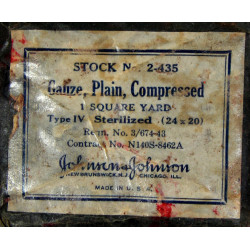 STOCK No. 2-435
Gauze, Plain, Compressed
1 SQUARE YARD
Type IV Sterilized (24 x 20)
Reqn. No. 3/674-43
Contract No. N140S-8462A
Johnson & Johnson
NEW BRUNSWICK, N.J. CHICAGO, ILL.
MADE IN U. S. A.